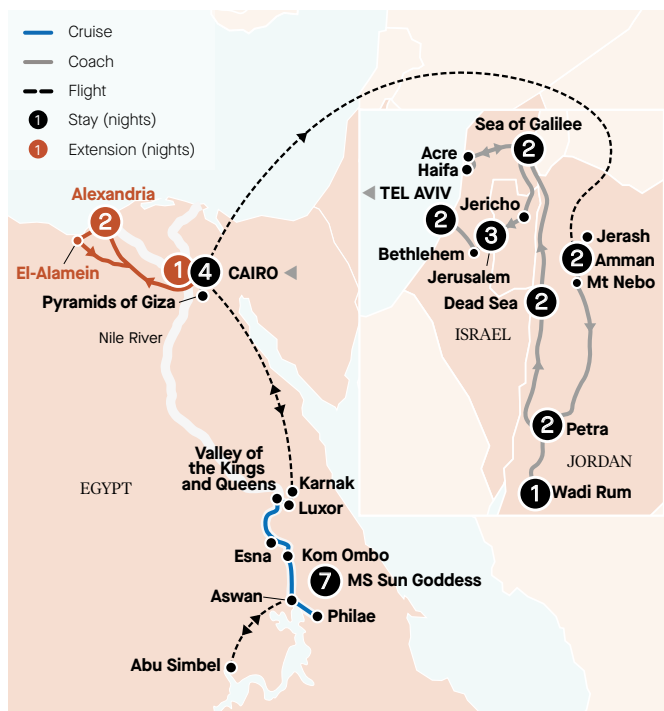 Cruise
Coach
Flight
1 Stay (nights)
1 Extension (nights)
Sea of Galilee
2
Acre
Haifa
TEL AVIV
2
Jericho
3
Bethlehem
Jerusalem
Jerash
2 Amman
Mt Nebo
Dead Sea 2
ISRAEL
2 Petra
JORDAN
1 Wadi Rum
Alexandria
2
El-Alamein
1 4 CAIRO
Pyramids of Giza
Nile River
EGYPT
Valley of
the Kings
and Queens
Karnak
Luxor
Esna
Kom Ombo
7 MS Sun Goddess
Aswan
Philae
Abu Simbel